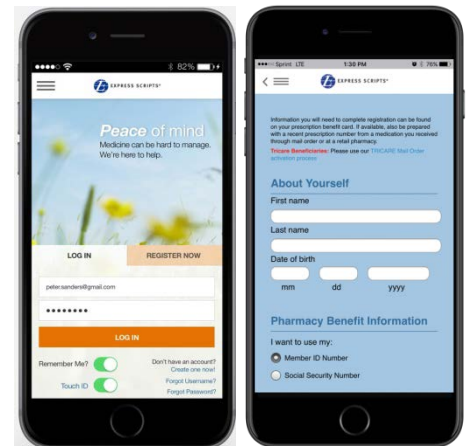 82%
EXPRESS SCRIPTS®
Peace of mind
Medicine can be hard to manage.
We're here to help.
LOG IN
REGISTER NOW
peter.sanders@gmail.com
LOG IN
Remember Me?
Don't have an account?
Create one now!
Touch ID
Forgot Username?
Forgot Password?
Sprint LTE
1:30 PM
76%
EXPRESS SCRIPTS®
Information you will need to complete registration can be found
on your prescription benefit card. If available, also be prepared
with a recent prescription number from a medication you received
through mail order or at a retail pharmacy.
Tricare Beneficiaries: Please use our TRICARE Mail Order
activation process
About Yourself
First name
Last name
Date of birth
mm dd yyyy
Pharmacy Benefit Information
I want to use my:
Member ID Number
Social Security Number